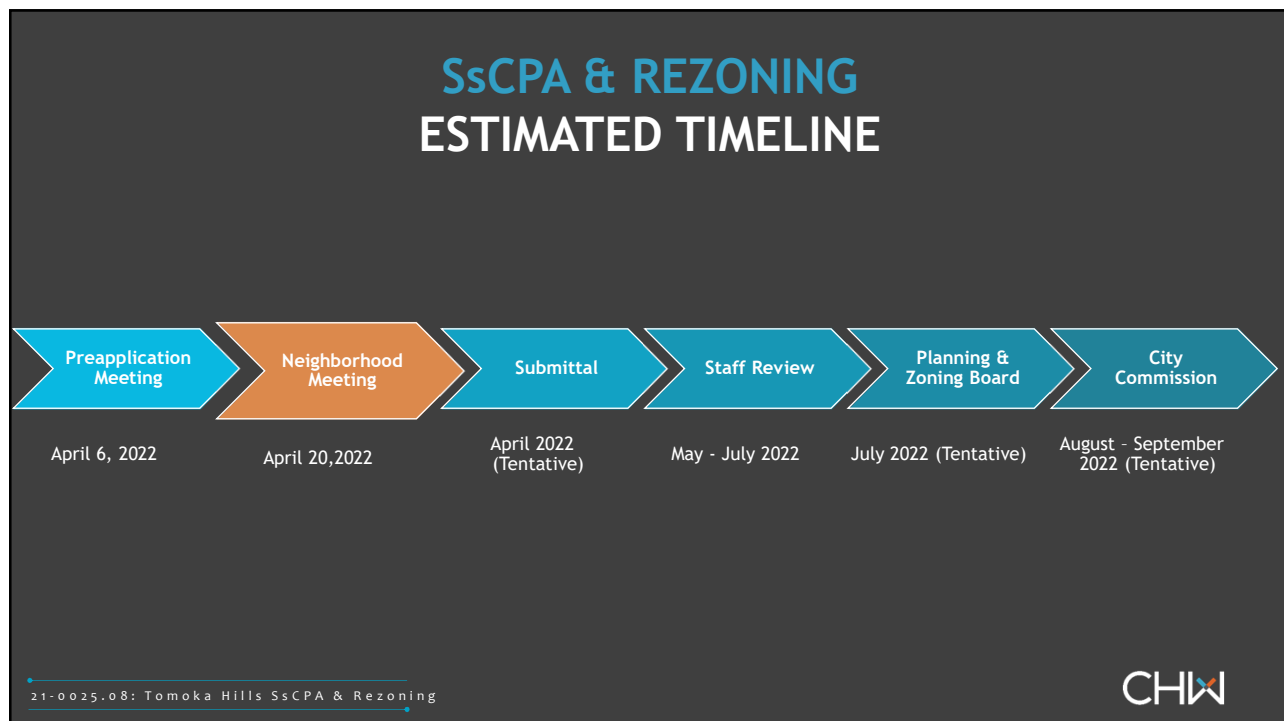 SsCPA & REZONING
ESTIMATED TIMELINE
Preapplication
Meeting
April 6, 2022
Neighborhood
Meeting
April 20,2022
Submittal
April 2022
(Tentative)
Staff Review
May - July 2022
Planning &
Zoning Board
July 2022 (Tentative)
City
Commission
August – September
2022 (Tentative)
21-0025.08: Tomoka Hills SsCPA & Rezoning
CHW